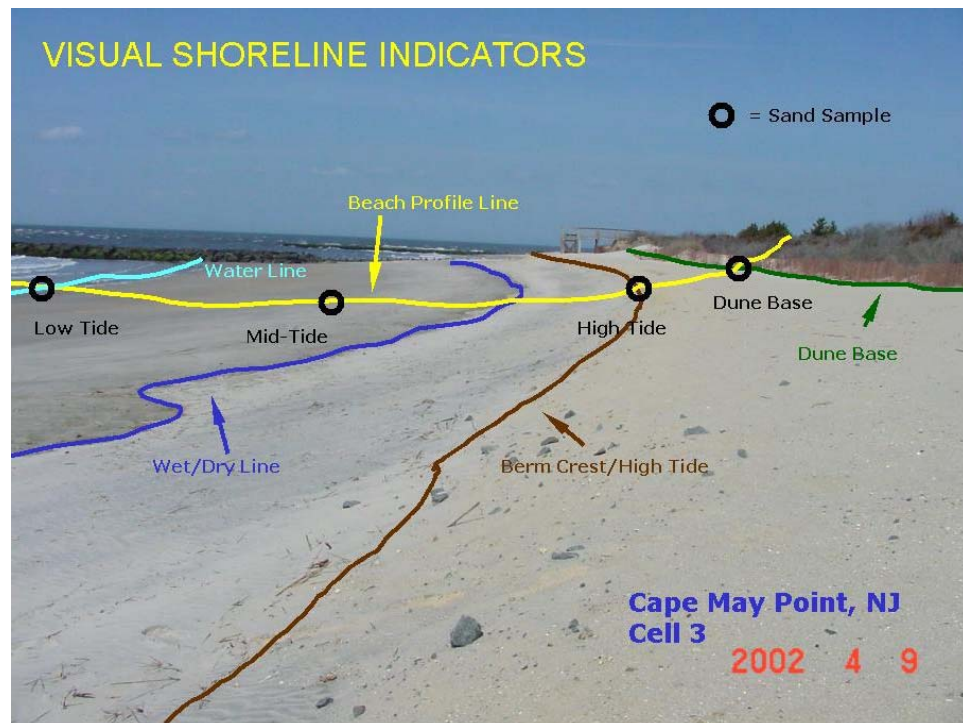 VISUAL SHORELINE INDICATORS
= Sand Sample
Beach Profile Line
Water Line
Low Tide
Mid-Tide
High Tide
Dune Base
Dune Base
Wet/Dry Line
Berm Crest/High Tide
Cape May Point, NJ
Cell 3
2002 4 9